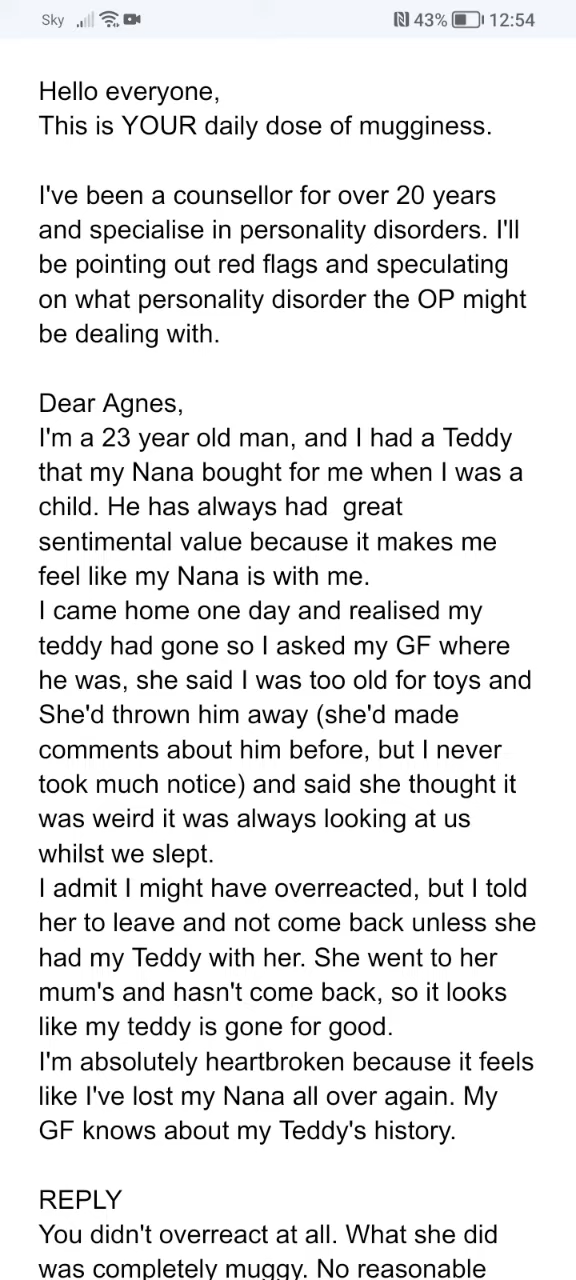 Sky 43% 12:54
Hello everyone,
This is YOUR daily dose of mugginess.
I've been a counsellor for over 20 years
and specialise in personality disorders. I'll
be pointing out red flags and speculating
on what personality disorder the OP might
be dealing with.
Dear Agnes,
I'm a 23 year old man, and I had a Teddy
that my Nana bought for me when I was a
child. He has always had  great
sentimental value because it makes me
feel like my Nana is with me.
I came home one day and realised my
teddy had gone so I asked my GF where
he was, she said I was too old for toys and
She'd thrown him away (she'd made
comments about him before, but I never
took much notice) and said she thought it
was weird it was always looking at us
whilst we slept.
I admit I might have overreacted, but I told
her to leave and not come back unless she
had my Teddy with her. She went to her
mum's and hasn't come back, so it looks
like my teddy is gone for good.
I'm absolutely heartbroken because it feels
like I've lost my Nana all over again. My
GF knows about my Teddy's history.
REPLY
You didn't overreact at all. What she did
was completely muggy. No reasonable